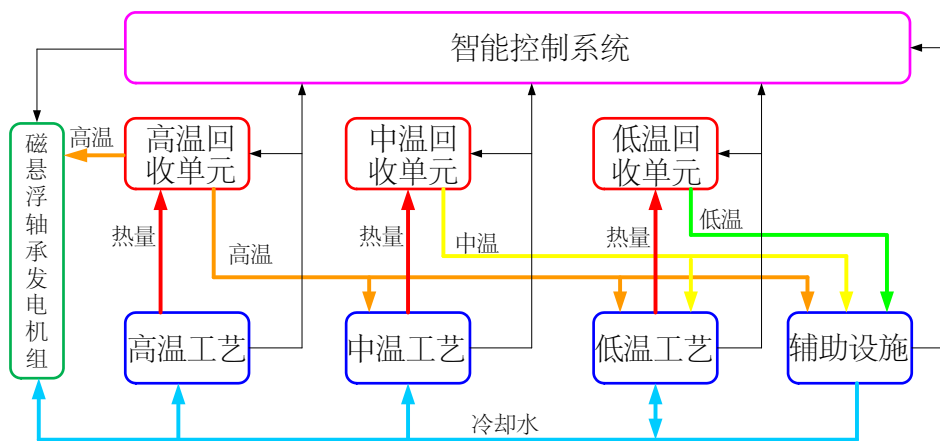 智能控制系统
高温
高温回
收单元
中温回
收单元
低温回
收单元
磁悬浮轴承发电机组
热量
高温
热量
中温
热量
低温
高温工艺
中温工艺
低温工艺
辅助设施
冷却水